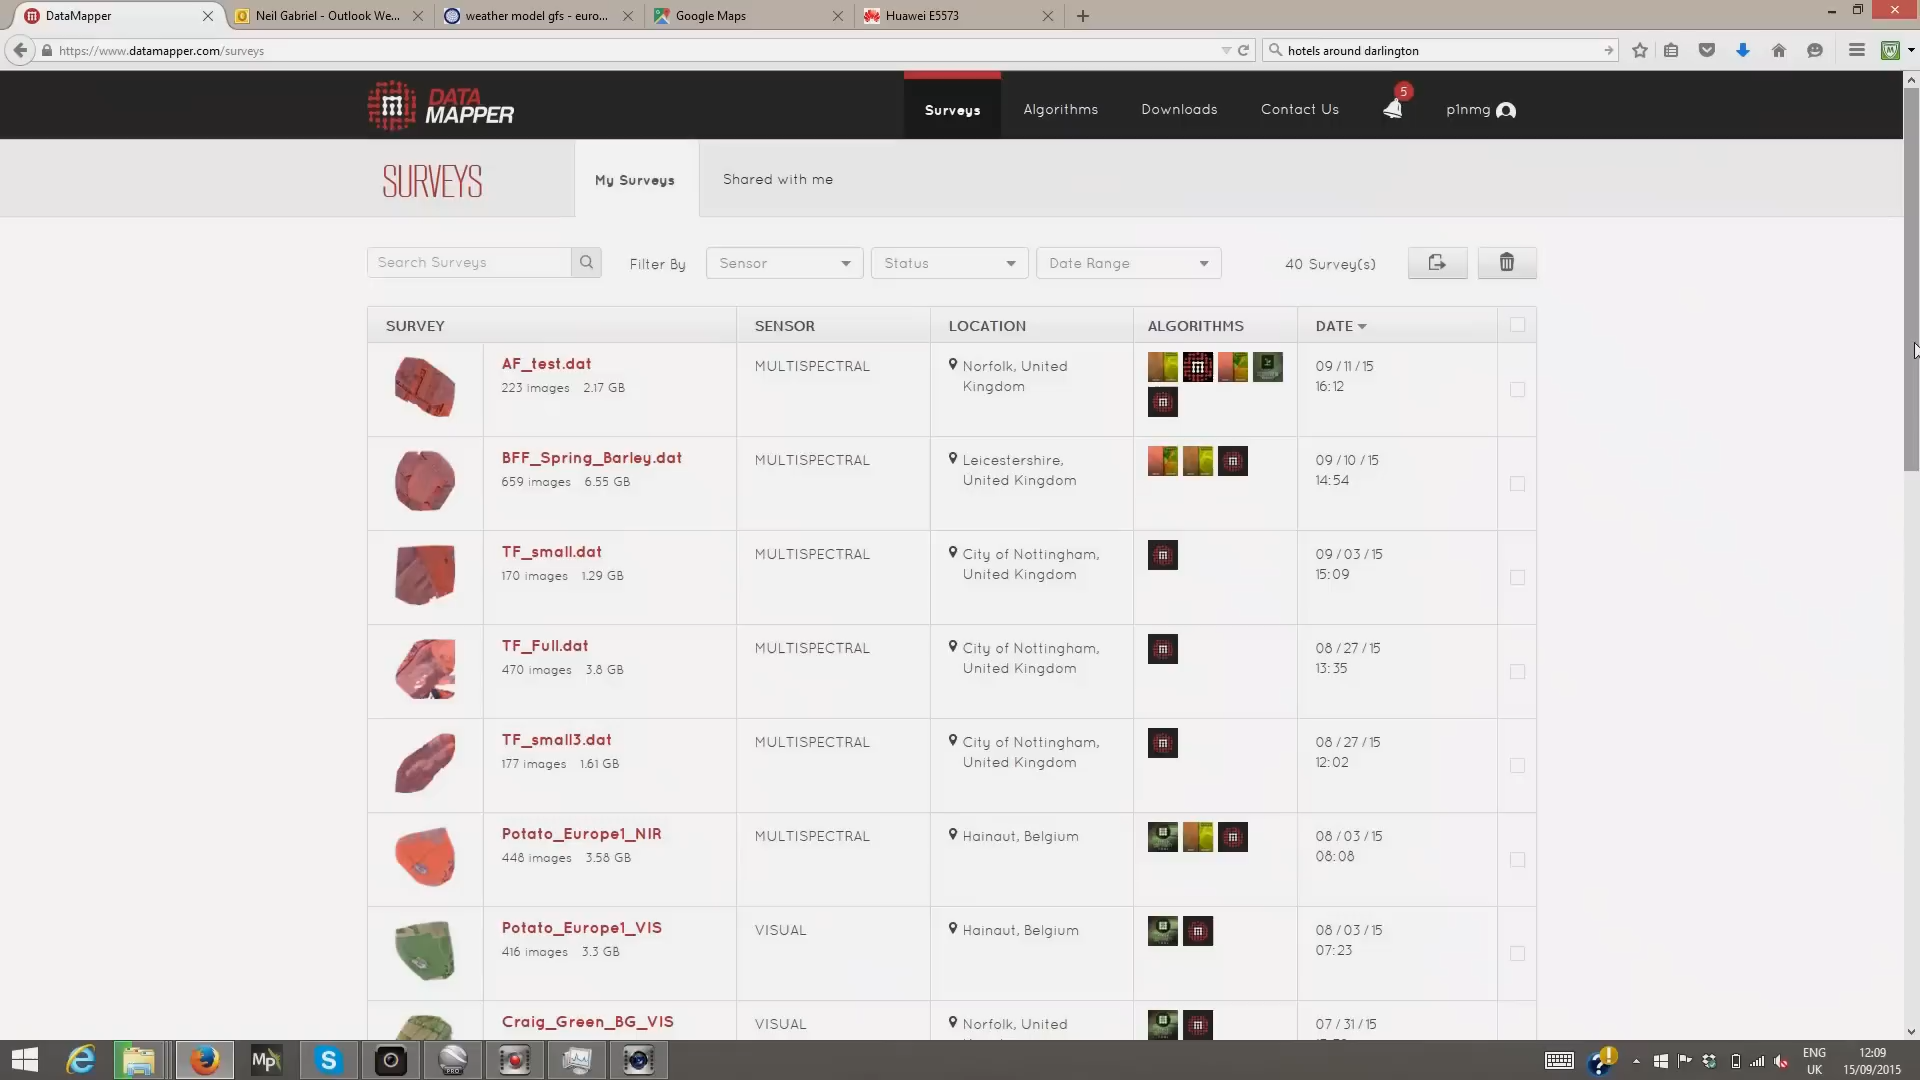 DataMapper
Neil Gabriel - Outlook We...
weather model gfs - euro...
Google Maps
Huawei E5573
https://www.datamapper.com/surveys
hotels around darlington
DATA
MAPPER
Surveys
Algorithms
Downloads
Contact Us
5
p1nmg
SURVEYS
My Surveys
Shared with me
Search Surveys
Filter By
Sensor
Status
Date Range
40 Survey(s)
SURVEY
SENSOR
LOCATION
ALGORITHMS
DATE
AF_test.dat
223 images 2.17 GB
MULTISPECTRAL
Norfolk, United
Kingdom
09/11/15
16:12
BFF_Spring_Barley.dat
659 images 6.55 GB
MULTISPECTRAL
Leicestershire,
United Kingdom
09/10/15
14:54
TF_small.dat
170 images 1.29 GB
MULTISPECTRAL
City of Nottingham,
United Kingdom
09/03/15
15:09
TF_Full.dat
470 images 3.8 GB
MULTISPECTRAL
City of Nottingham,
United Kingdom
08/27/15
13:35
TF_small3.dat
177 images 1.61 GB
MULTISPECTRAL
City of Nottingham,
United Kingdom
08/27/15
12:02
Potato_Europe1_NIR
448 images 3.58 GB
MULTISPECTRAL
Hainaut, Belgium
08/03/15
08:08
Potato_Europe1_VIS
416 images 3.3 GB
VISUAL
Hainaut, Belgium
08/03/15
07:23
Craig_Green_BG_VIS
VISUAL
Norfolk, United
07/31/15
Mp
PRO
ENG
UK
12:09
15/09/2015